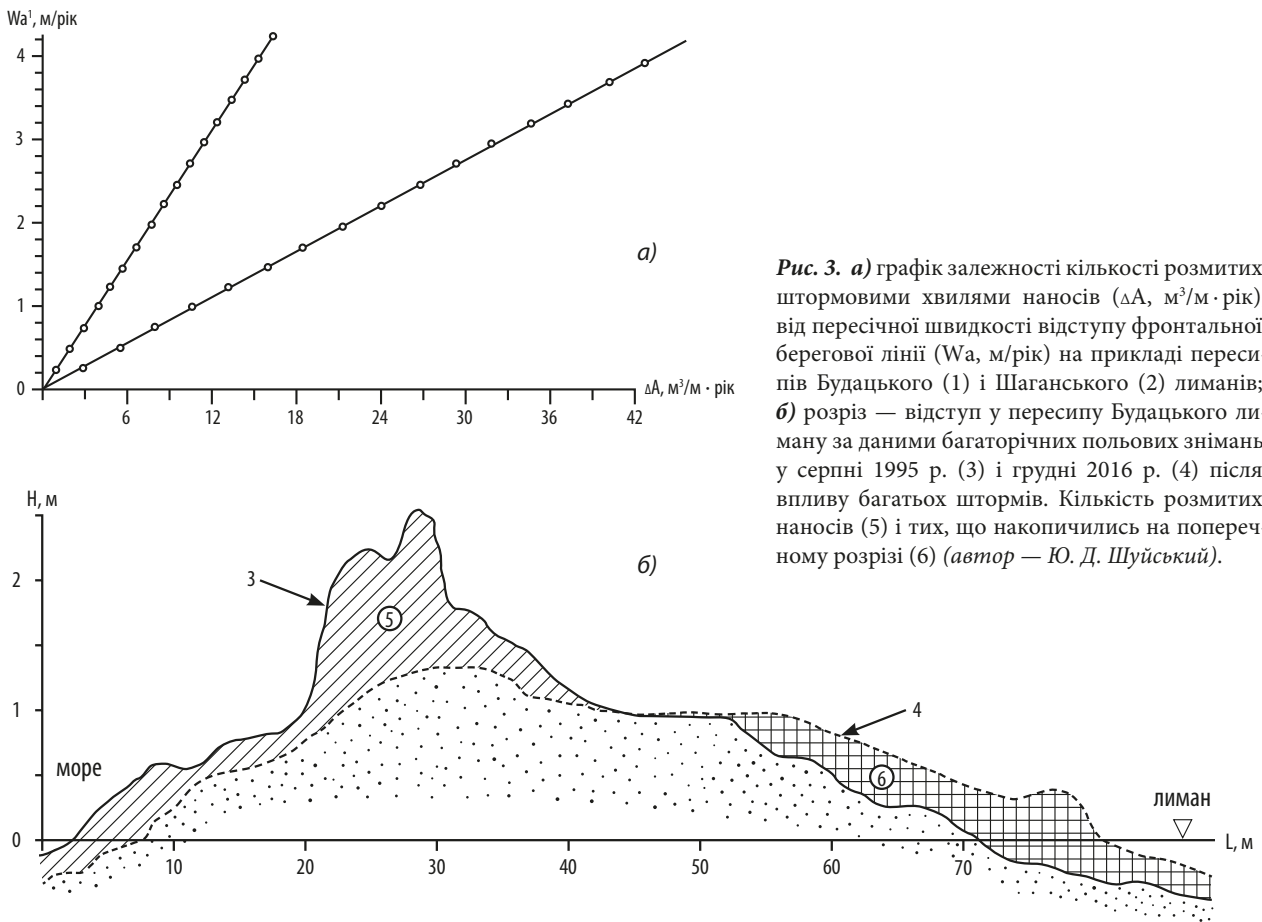 Wa¹, м/рік
4
3
2
1
0
6
12
18
24
30
36
42
ΔA, м³/м · рік
а)
Рис. 3. а) графік залежності кількості розмитих
штормовими хвилями наносів (ΔA, м³/м · рік)
від пересічної швидкості відступу фронтальної
берегової лінії (Wa, м/рік) на прикладі переси-
пів Будацького (1) і Шаганського (2) лиманів;
б) розріз — відступ у пересипу Будацького ли-
ману за даними багаторічних польових знімань
у серпні 1995 р. (3) і грудні 2016 р. (4) після
впливу багатьох штормів. Кількість розмитих
наносів (5) і тих, що накопичились на попереч-
ному розрізі (6) (автор — Ю. Д. Шуйський).
H, м
б)
2
1
0
3
5
4
6
море
лиман
10
20
30
40
50
60
70
L, м